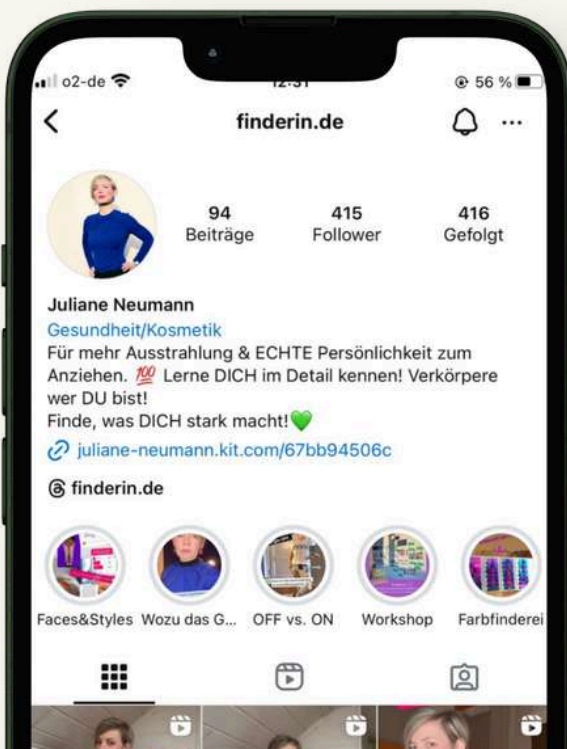 o2-de
12:31
56 %
finderin.de
94
415
416
Beiträge
Follower
Gefolgt
Juliane Neumann
Gesundheit/Kosmetik
Für mehr Ausstrahlung & ECHTE Persönlichkeit zum
Anziehen. 💯 Lerne DICH im Detail kennen! Verkörpere
wer DU bist!
Finde, was DICH stark macht!💚
juliane-neumann.kit.com/67bb94506c
finderin.de
Faces&Styles
Wozu das G...
OFF vs. ON
Workshop
Farbfinderei